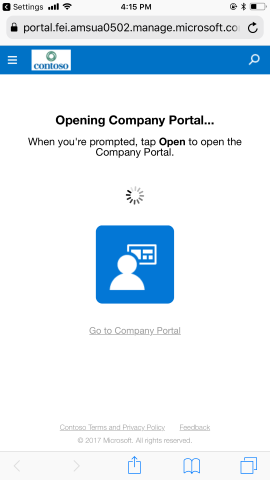 Settings 4:15 PM
portal.fei.amsua0502.manage.microsoft.co
contoso
Opening Company Portal...
When you're prompted, tap Open to open the
Company Portal.
Go to Company Portal
Contoso Terms and Privacy Policy Feedback
© 2017 Microsoft. All rights reserved.